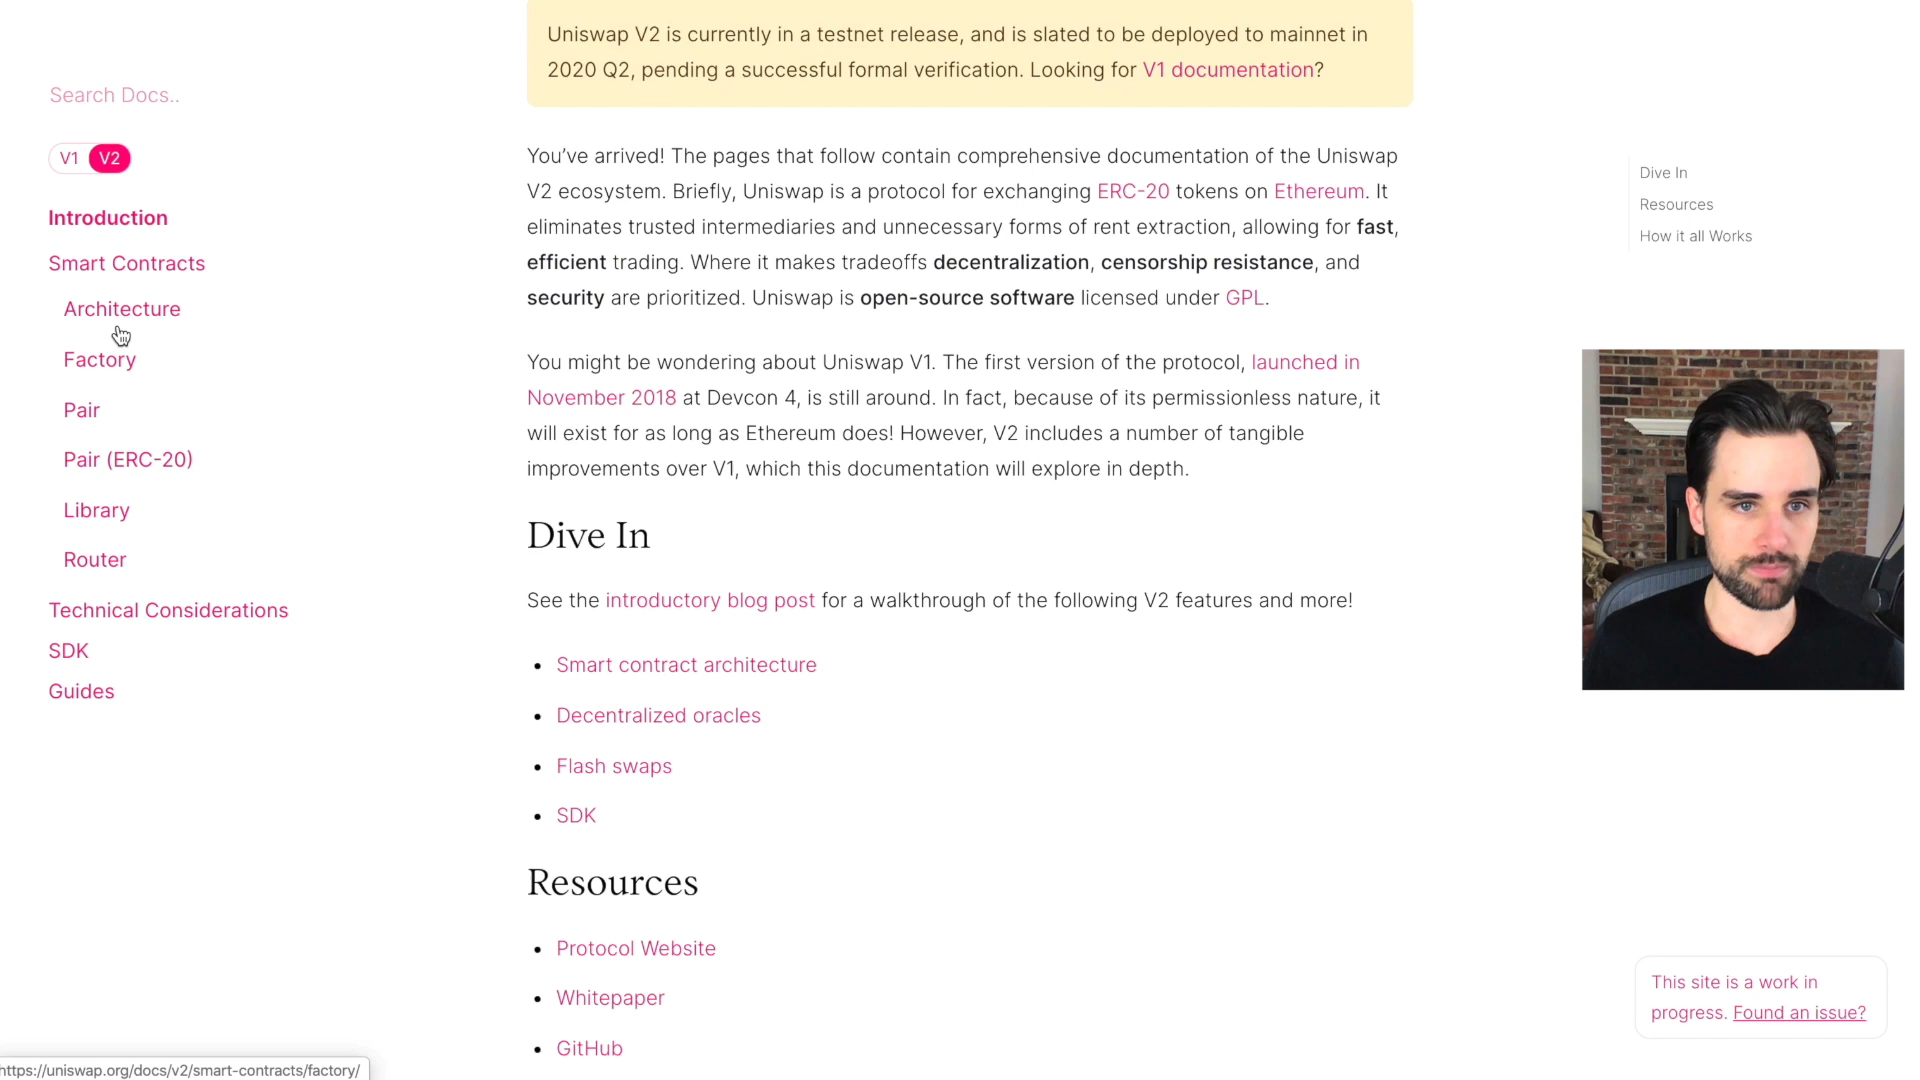 Search Docs..
V1 V2
Introduction
Smart Contracts
Architecture
Factory
Pair
Pair (ERC-20)
Library
Router
Technical Considerations
SDK
Guides
Uniswap V2 is currently in a testnet release, and is slated to be deployed to mainnet in
2020 Q2, pending a successful formal verification. Looking for V1 documentation?
You’ve arrived! The pages that follow contain comprehensive documentation of the Uniswap
V2 ecosystem. Briefly, Uniswap is a protocol for exchanging ERC-20 tokens on Ethereum. It
eliminates trusted intermediaries and unnecessary forms of rent extraction, allowing for fast,
efficient trading. Where it makes tradeoffs decentralization, censorship resistance, and
security are prioritized. Uniswap is open-source software licensed under GPL.
You might be wondering about Uniswap V1. The first version of the protocol, launched in
November 2018 at Devcon 4, is still around. In fact, because of its permissionless nature, it
will exist for as long as Ethereum does! However, V2 includes a number of tangible
improvements over V1, which this documentation will explore in depth.
Dive In
See the introductory blog post for a walkthrough of the following V2 features and more!
• Smart contract architecture
• Decentralized oracles
• Flash swaps
• SDK
Resources
• Protocol Website
• Whitepaper
• GitHub
Dive In
Resources
How it all Works
This site is a work in
progress. Found an issue?
https://uniswap.org/docs/v2/smart-contracts/factory/